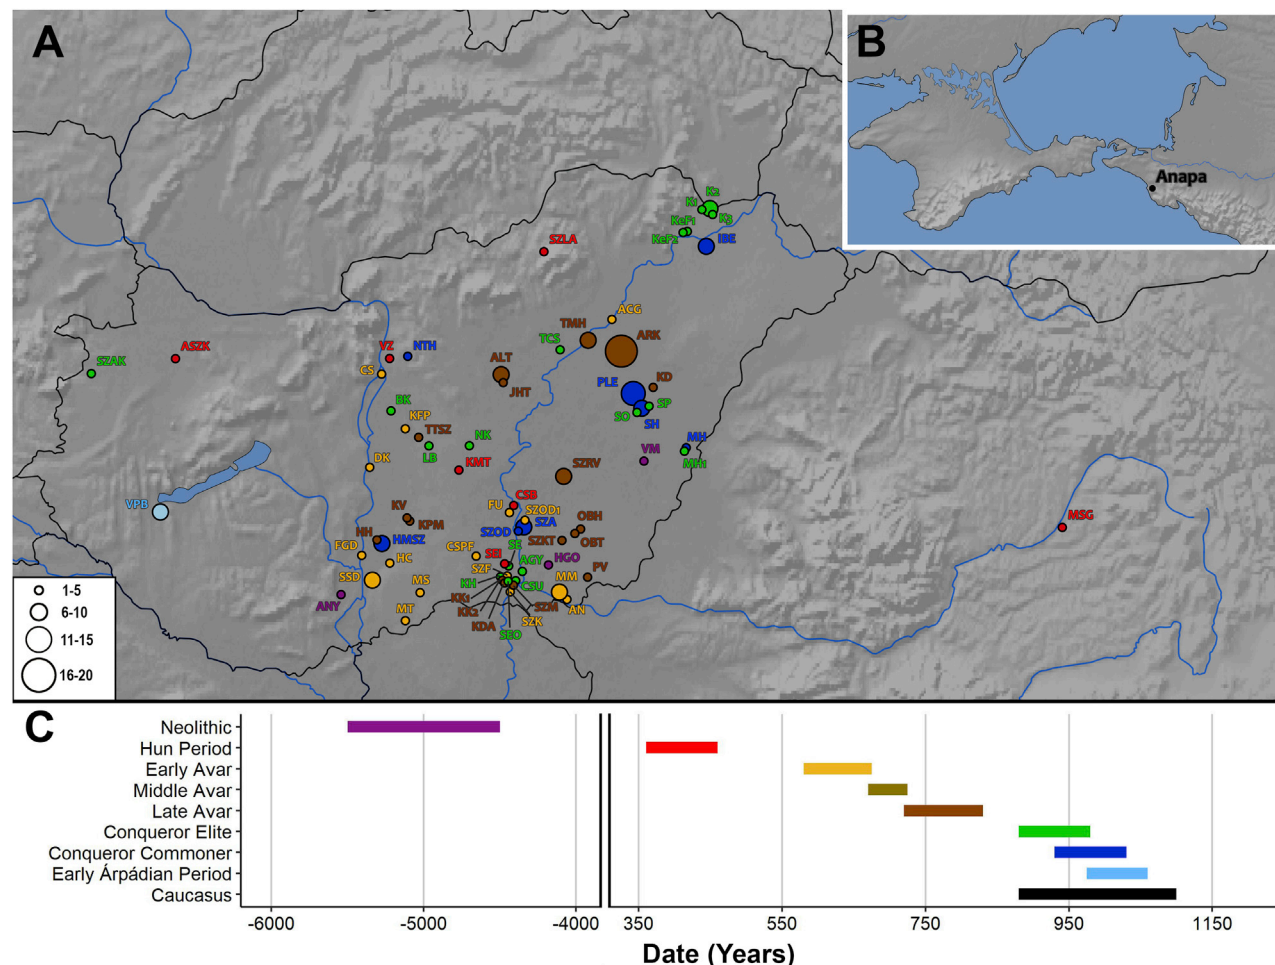 A
B
K2
K1
K3
KeF1
KeF2
IBE
Anapa
SZLA
ACG
TMH
ARK
TCS
ASZK
VZ
NTH
SZAK
CS
ALT
JHT
PLE
KD
BK
SP
SO
SH
KFP
TTSZ
NK
LB
MH
VM
MH1
DK
KMT
SZRV
VPB
CSB
FU
SZOD1
KV
KPM
SZOD
SZA
OBH
MSG
NH
HMSZ
SE
SZKT
OBT
FGD
HC
CSPF
SEI
AGY
HGO
SZF
SSD
MS
KH
CSU
MM
PV
ANY
KK1
MT
KK2
SZM
AN
KDA
SZK
SEO
1-5
6-10
11-15
16-20
C
Neolithic
Hun Period
Early Avar
Middle Avar
Late Avar
Conqueror Elite
Conqueror Commoner
Early Árpádian Period
Caucasus
-6000 -5000 -4000 350 550 750 950 1150
Date (Years)